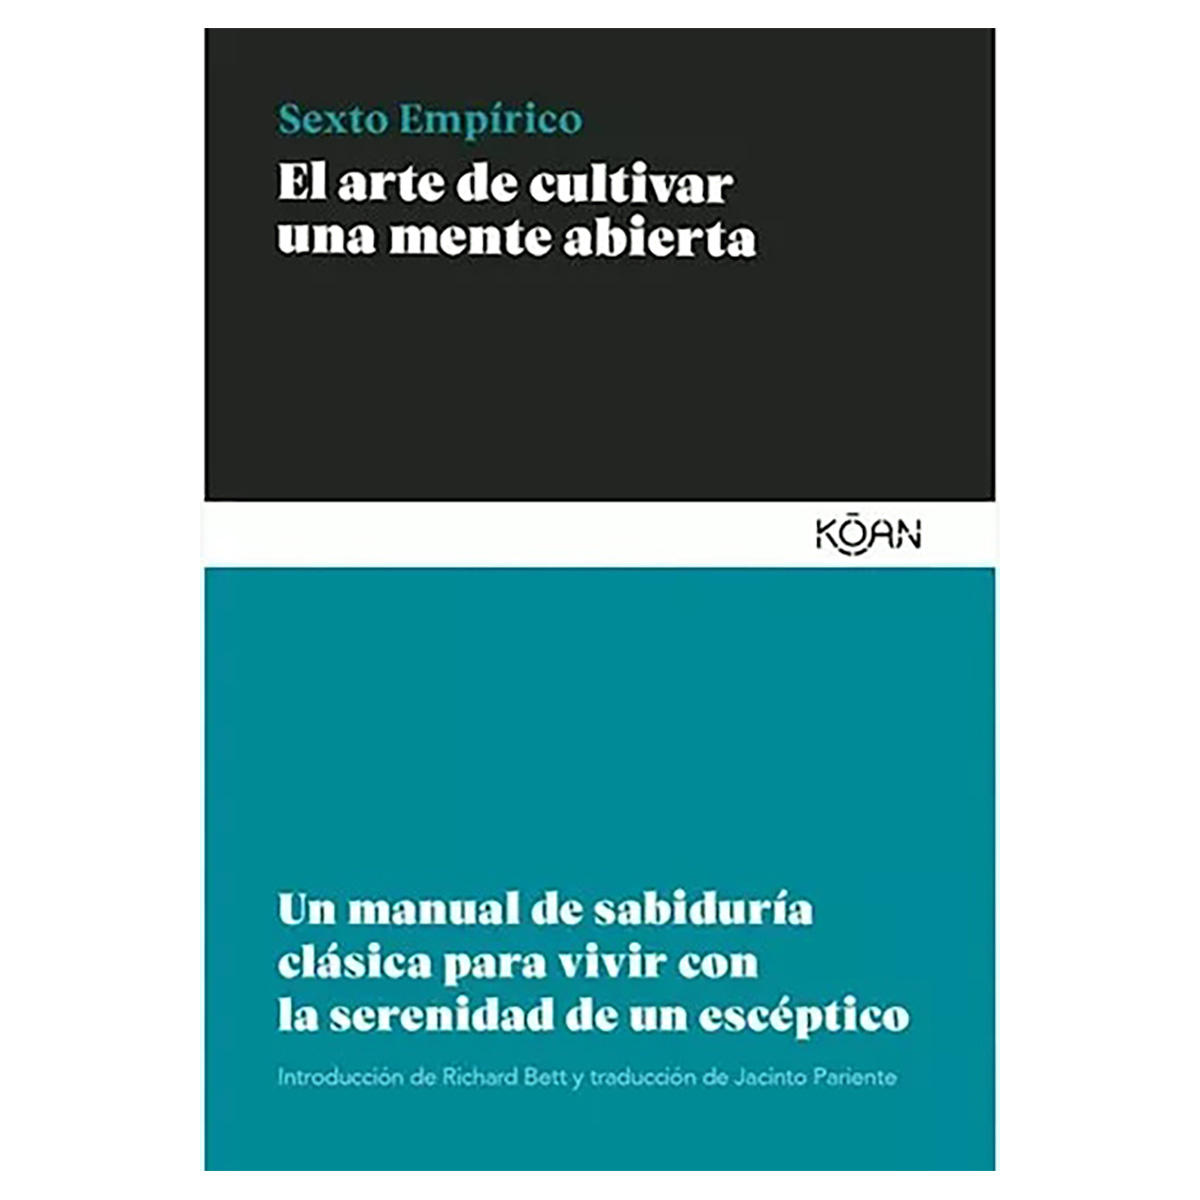 Sexto Empírico
El arte de cultivar
una mente abierta
KŌAN
Un manual de sabiduría
clásica para vivir con
la serenidad de un escéptico
Introducción de Richard Bett y traducción de Jacinto Pariente